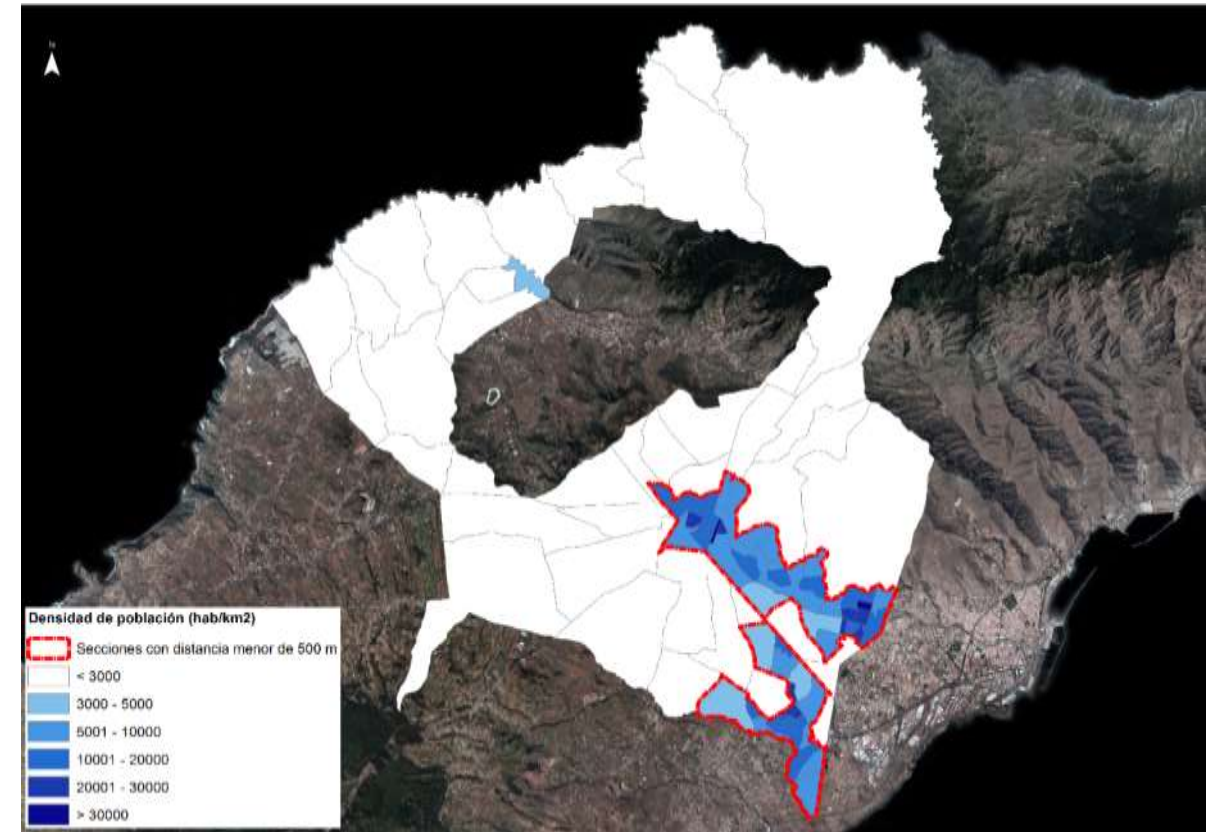 N
Densidad de población (hab/km2)
Secciones con distancia menor de 500 m
< 3000
3000 - 5000
5001 - 10000
10001 - 20000
20001 - 30000
> 30000